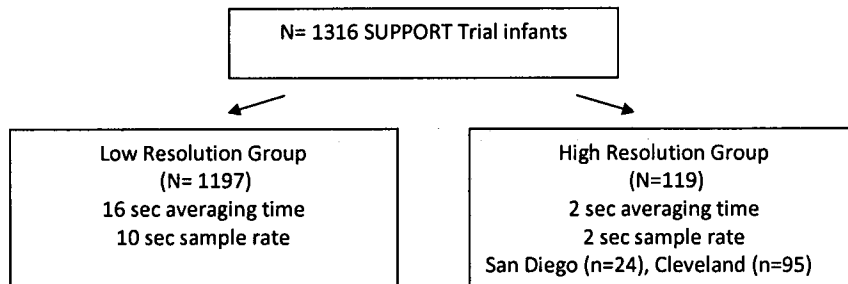 N= 1316 SUPPORT Trial infants
Low Resolution Group
(N= 1197)
16 sec averaging time
10 sec sample rate
High Resolution Group
(N=119)
2 sec averaging time
2 sec sample rate
San Diego (n=24), Cleveland (n=95)